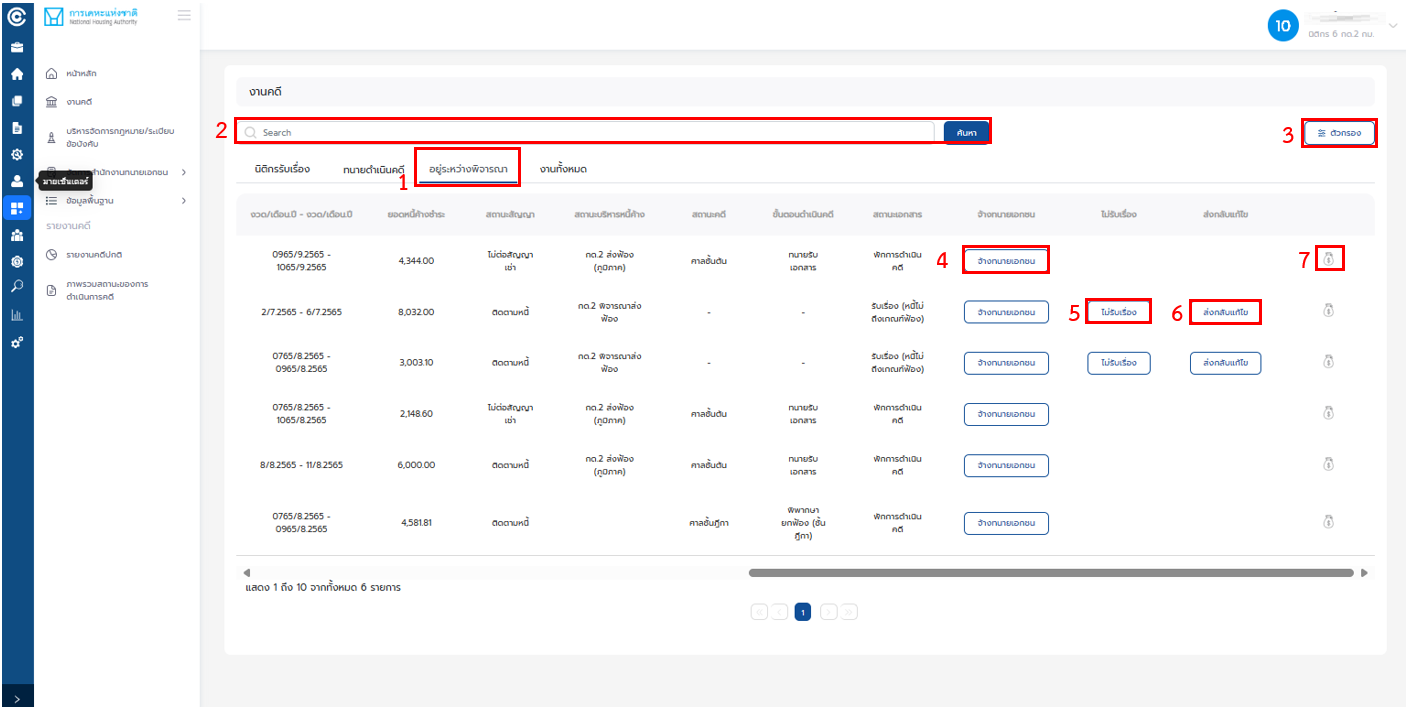 การเคหะแห่งชาติ
National Housing Authority
10
นิติกร 6 กด.2 กบ.
หน้าหลัก
งานคดี
บริหารจัดการกฎหมาย/ระเบียบ
ข้อบังคับ
สำนักงานทนายเอกชน
มายเซ็นเตอร์
ข้อมูลพื้นฐาน
รายงานคดี
รายงานคดีปกติ
ภาพรวมสถานะของการ
ดำเนินการคดี
งานคดี
2 Search ค้นหา 3 ตัวกรอง
นิติกรรับเรื่อง ทนายดำเนินคดี 1 อยู่ระหว่างพิจารณา งานทั้งหมด
งวด/เดือน.ปี - งวด/เดือน.ปี ยอดหนี้ค้างชำระ สถานะสัญญา สถานะบริหารหนี้ค้าง สถานะคดี ขั้นตอนดำเนินคดี สถานะเอกสาร จ้างทนายเอกชน ไม่รับเรื่อง ส่งกลับแก้ไข
0965/9.2565 - ไม่ต่อสัญญา กด.2 ส่งฟ้อง ทนายรับ พักการดำเนิน
4,344.00 ศาลชั้นต้น 4 จ้างทนายเอกชน 7
1065/9.2565 เช่า (ภูมิภาค) เอกสาร คดี
กด.2 พิจารณาส่ง รับเรื่อง (หนี้ไม่
2/7.2565 - 6/7.2565 8,032.00 ติดตามหนี้ - - จ้างทนายเอกชน 5 ไม่รับเรื่อง 6 ส่งกลับแก้ไข
ฟ้อง ถึงเกณฑ์ฟ้อง)
0765/8.2565 - กด.2 พิจารณาส่ง รับเรื่อง (หนี้ไม่
3,003.10 ติดตามหนี้ - - จ้างทนายเอกชน ไม่รับเรื่อง ส่งกลับแก้ไข
0965/8.2565 ฟ้อง ถึงเกณฑ์ฟ้อง)
0765/8.2565 - ไม่ต่อสัญญา กด.2 ส่งฟ้อง ทนายรับ พักการดำเนิน
2,148.60 ศาลชั้นต้น จ้างทนายเอกชน
1065/8.2565 เช่า (ภูมิภาค) เอกสาร คดี
กด.2 ส่งฟ้อง ทนายรับ พักการดำเนิน
8/8.2565 - 11/8.2565 6,000.00 ติดตามหนี้ ศาลชั้นต้น จ้างทนายเอกชน
(ภูมิภาค) เอกสาร คดี
พิพากษา
0765/8.2565 - พักการดำเนิน
4,581.81 ติดตามหนี้ ศาลชั้นฎีกา ยกฟ้อง (ชั้น จ้างทนายเอกชน
0965/8.2565 คดี
ฎีกา)
แสดง 1 ถึง 10 จากทั้งหมด 6 รายการ
1